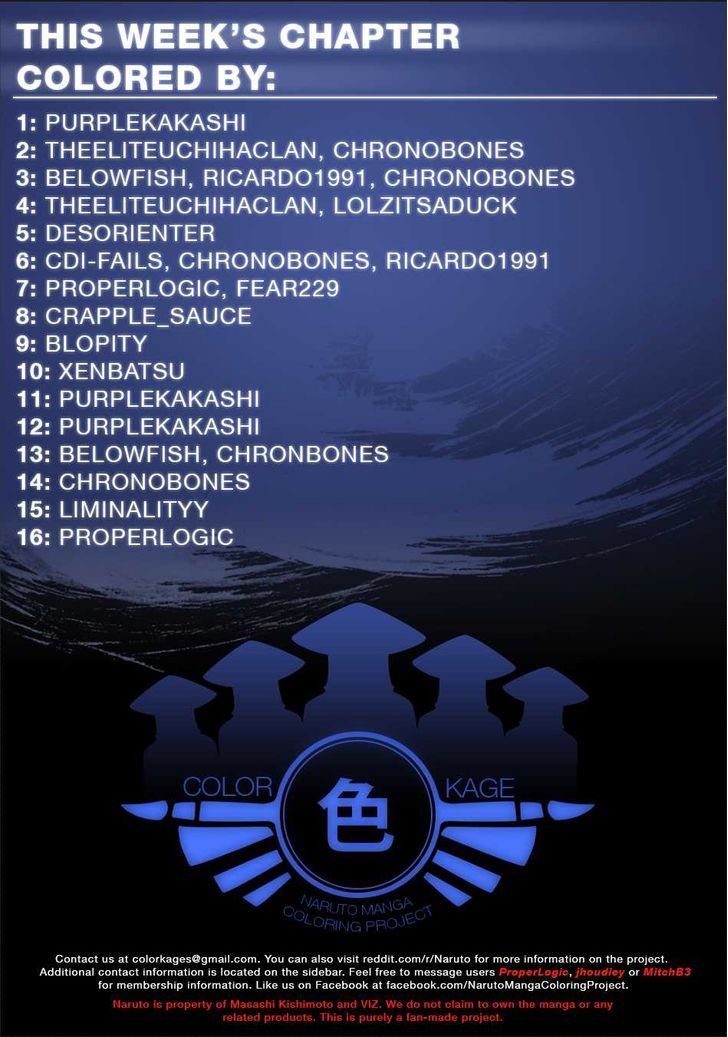 THIS WEEK'S CHAPTER
COLORED BY:
1: PURPLEKAKASHI
2: THEELITEUCHIHACLAN, CHRONOBONES
3: BELOWFISH, RICARDO1991, CHRONOBONES
4: THEELITEUCHIHACLAN, LOLZITSADUCK
5: DESORIENTER
6: CDI-FAILS, CHRONOBONES, RICARDO1991
7: PROPERLOGIC, FEAR229
8: CRAPPLE_SAUCE
9: BLOPITY
10: XENBATSU
11: PURPLEKAKASHI
12: PURPLEKAKASHI
13: BELOWFISH, CHRONBONES
14: CHRONOBONES
15: LIMINALITYY
16: PROPERLOGIC
COLOR 色 KAGE
NARUTO MANGA
COLORING PROJECT
Contact us at colorkages@gmail.com. You can also visit reddit.com/r/Naruto for more information on the project.
Additional contact information is located on the sidebar. Feel free to message users ProperLogic, jhoudiey or MitchB3
for membership information. Like us on Facebook at facebook.com/NarutoMangaColoringProject.
Naruto is property of Masashi Kishimoto and VIZ. We do not claim to own the manga or any
related products. This is purely a fan-made project.